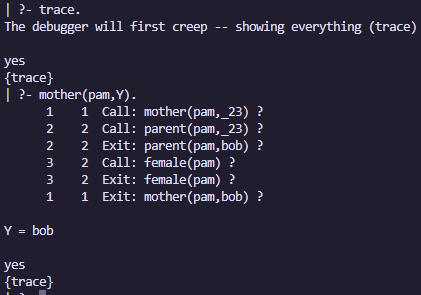 | ?- trace.
The debugger will first creep -- showing everything (trace)
yes
{trace}
| ?- mother(pam,Y).
1 1 Call: mother(pam,_23) ?
2 2 Call: parent(pam,_23) ?
2 2 Exit: parent(pam,bob) ?
3 2 Call: female(pam) ?
3 2 Exit: female(pam) ?
1 1 Exit: mother(pam,bob) ?
Y = bob
yes
{trace}
| ?-